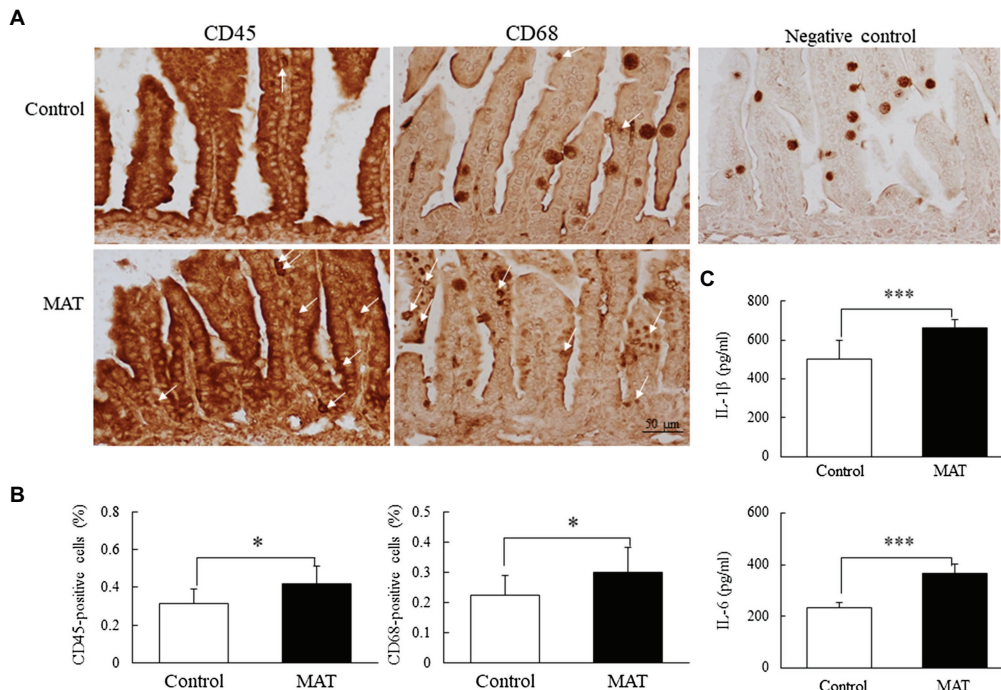 A
CD45
CD68
Negative control
Control
MAT
50 μm
B
CD45-positive cells (%)
0.8
0.6
0.4
0.2
0
*
Control
MAT
CD68-positive cells (%)
0.5
0.4
0.3
0.2
0.1
0
*
Control
MAT
C
IL-1β (pg/ml)
800
600
400
200
0
***
Control
MAT
IL-6 (pg/ml)
600
400
200
0
***
Control
MAT